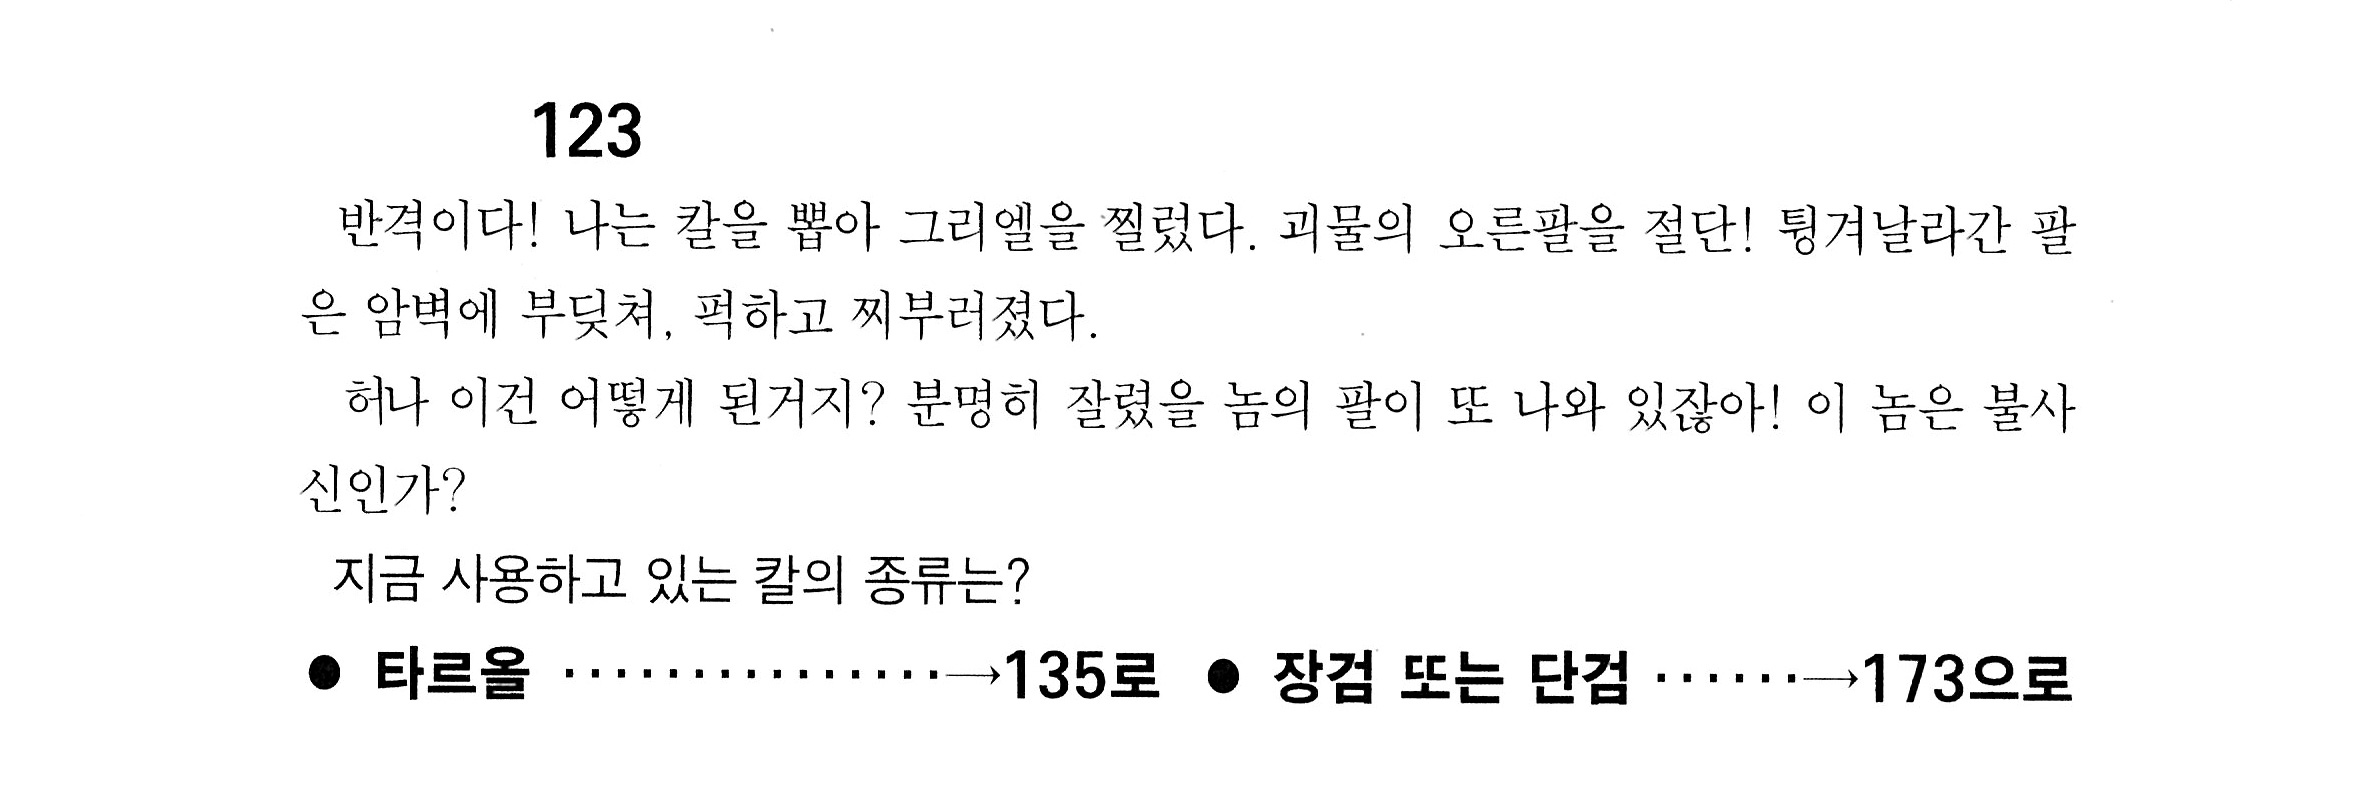 123
반격이다! 나는 칼을 뽑아 그리엘을 찔렀다. 괴물의 오른팔을 절단! 튕겨날라간 팔
은 암벽에 부딪쳐, 퍽하고 찌부러졌다.
허나 이건 어떻게 된거지? 분명히 잘렸을 놈의 팔이 또 나와 있잖아! 이 놈은 불사
신인가?
지금 사용하고 있는 칼의 종류는?
● 타르올 ················→135로 ● 장검 또는 단검 ······→173으로